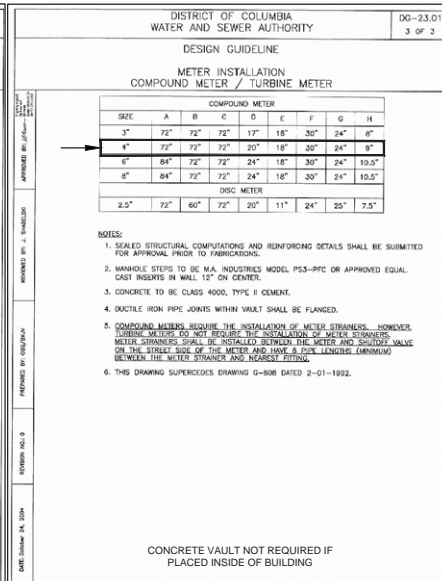 DISTRICT OF COLUMBIA
WATER AND SEWER AUTHORITY
DG-23.01
3 OF 3
DESIGN GUIDELINE
METER INSTALLATION
COMPOUND METER / TURBINE METER
COMPOUND METER
SIZE A B C D E F G H
3" 72" 72" 72" 17" 18" 30" 24" 8"
4" 72" 72" 72" 20" 18" 30" 24" 9"
6" 84" 72" 72" 24" 18" 30" 24" 10.5"
8" 84" 72" 72" 24" 18" 30" 24" 10.5"
DISC METER
2.5" 72" 60" 72" 20" 11" 24" 25" 7.5"
NOTES:
1. SEALED STRUCTURAL COMPUTATIONS AND REINFORCING DETAILS SHALL BE SUBMITTED
FOR APPROVAL PRIOR TO FABRICATIONS.
2. MANHOLE STEPS TO BE M.A. INDUSTRIES MODEL PS3-PFC OR APPROVED EQUAL.
CAST INSERTS IN WALL 12" ON CENTER.
3. CONCRETE TO BE CLASS 4000, TYPE II CEMENT.
4. DUCTILE IRON PIPE JOINTS WITHIN VAULT SHALL BE FLANGED.
5. COMPOUND METERS REQUIRE THE INSTALLATION OF METER STRAINERS. HOWEVER,
TURBINE METERS DO NOT REQUIRE THE INSTALLATION OF METER STRAINERS.
METER STRAINERS SHALL BE INSTALLED BETWEEN THE METER AND SHUTOFF VALVE
ON THE STREET SIDE OF THE METER AND HAVE 8 PIPE LENGTHS (MINIMUM)
BETWEEN THE METER STRAINER AND NEAREST FITTING.
6. THIS DRAWING SUPERCEDES DRAWING G-808 DATED 2-01-1992.
CONCRETE VAULT NOT REQUIRED IF
PLACED INSIDE OF BUILDING
APPROVED BY:
REVIEWED BY: J. SHABELSKI
PREPARED BY:
REVISION NO.: 0
DATE: October 24, 2004